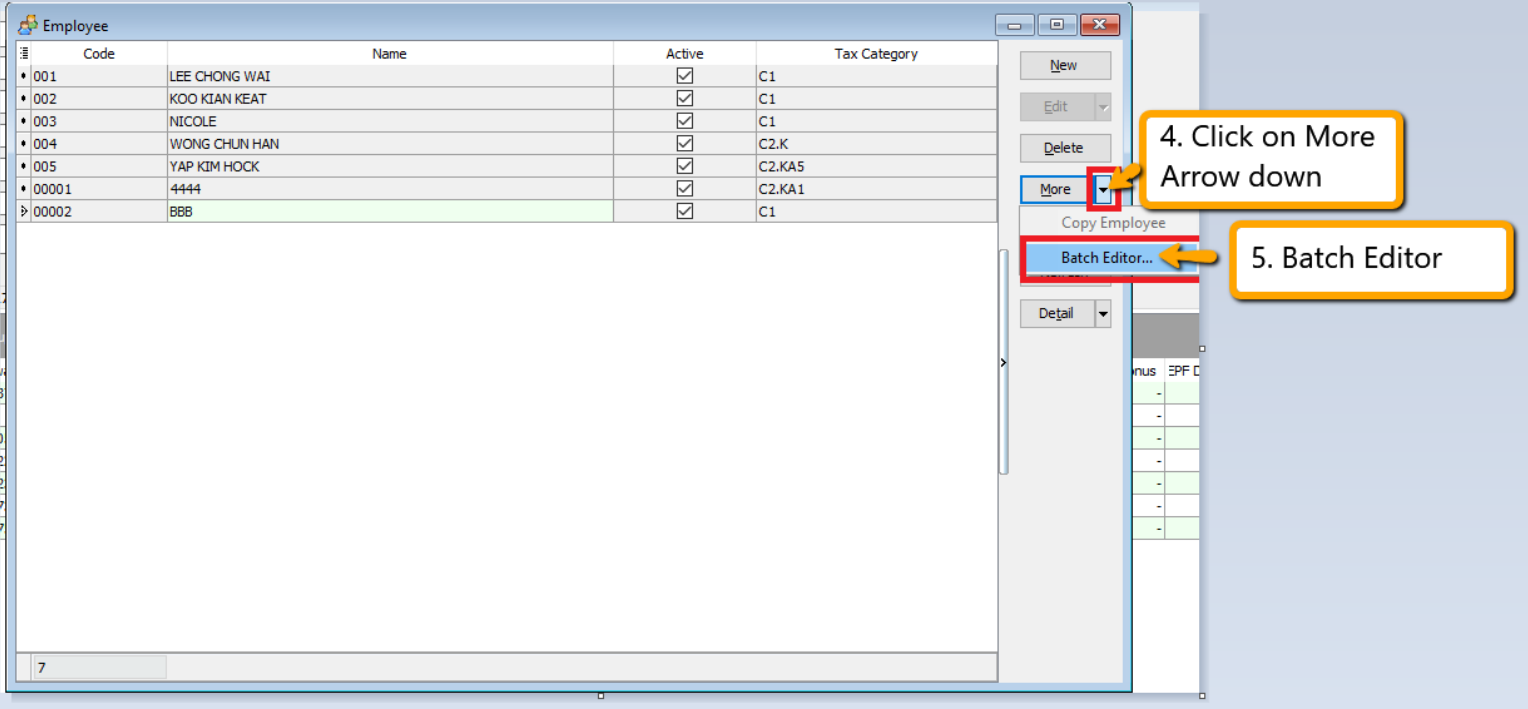 Employee
Code Name Active Tax Category
001 LEE CHONG WAI C1
002 KOO KIAN KEAT C1
003 NICOLE C1
004 WONG CHUN HAN C2.K
005 YAP KIM HOCK C2.KA5
00001 4444 C2.KA1
00002 BBB C1
7
New
Edit
Delete
More
Copy Employee
Batch Editor...
Detail
4. Click on More
Arrow down
5. Batch Editor
EPF